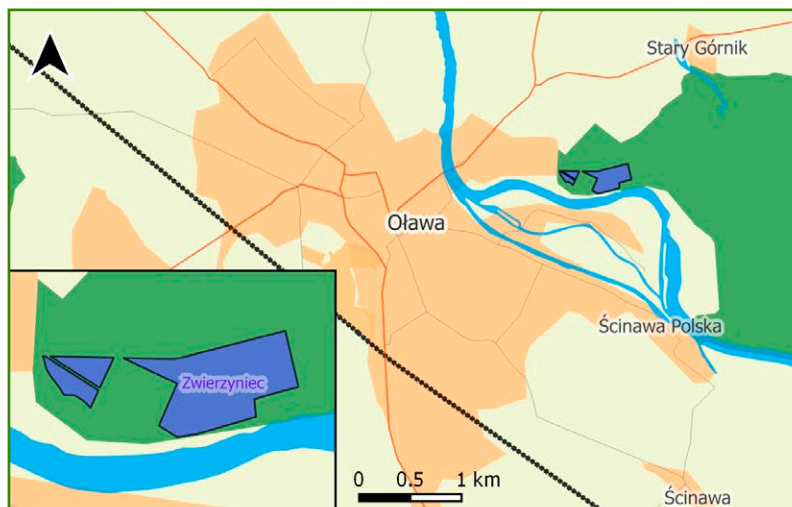 Stary Górnik
Oława
Ścinawa Polska
Zwierzyniec
0 0.5 1 km
Ścinawa